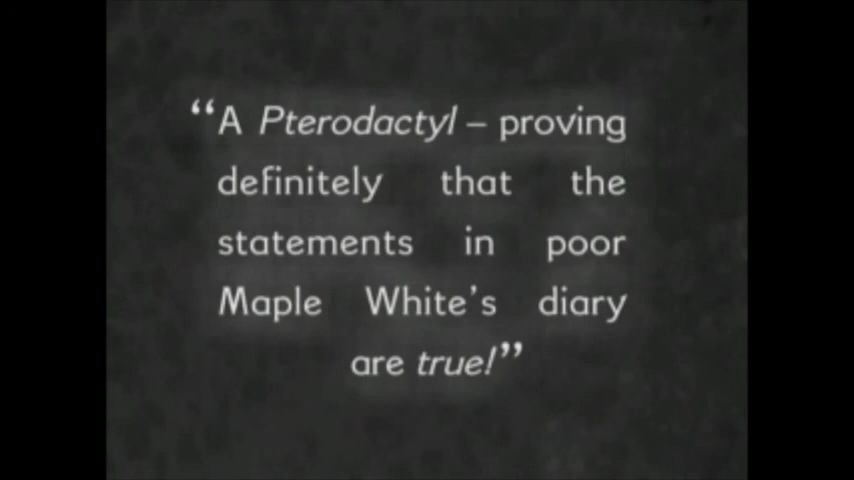 “A Pterodactyl – proving
definitely that the
statements in poor
Maple White’s diary
are true!”